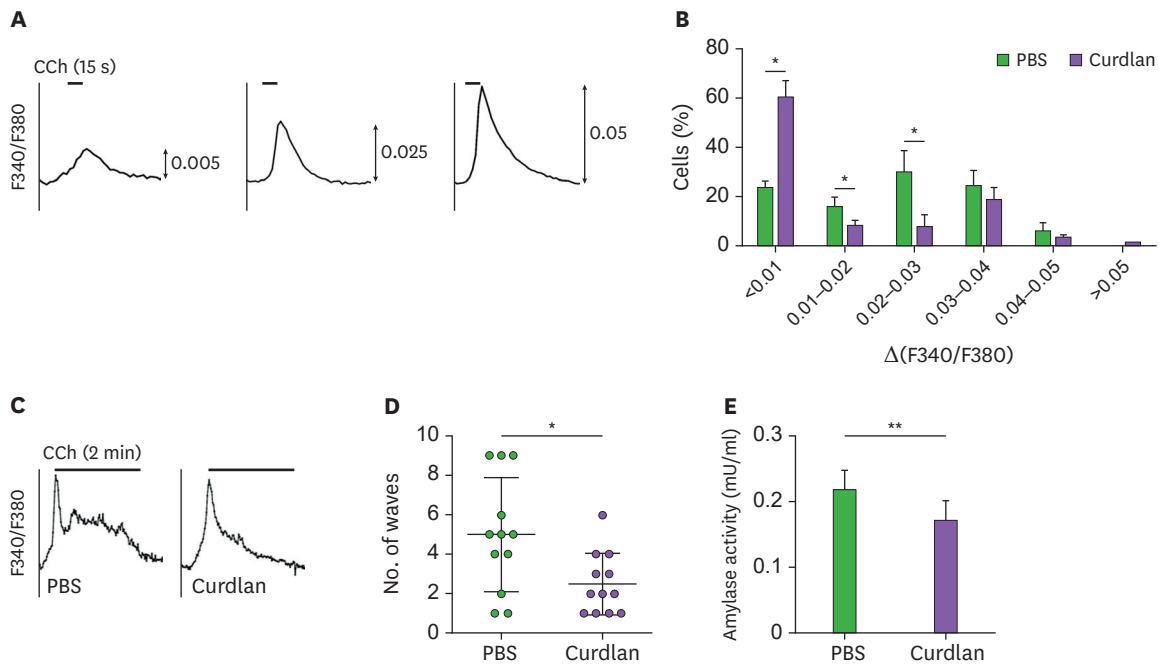 A
CCh (15 s)
F340/F380
0.005
0.025
0.05
B
80
60
40
20
0
Cells (%)
PBS
Curdlan
*
*
*
<0.01
0.01–0.02
0.02–0.03
0.03–0.04
0.04–0.05
>0.05
Δ(F340/F380)
C
CCh (2 min)
F340/F380
PBS
Curdlan
D
10
8
6
4
2
0
No. of waves
*
PBS
Curdlan
E
0.3
0.2
0.1
0
Amylase activity (mU/ml)
**
PBS
Curdlan